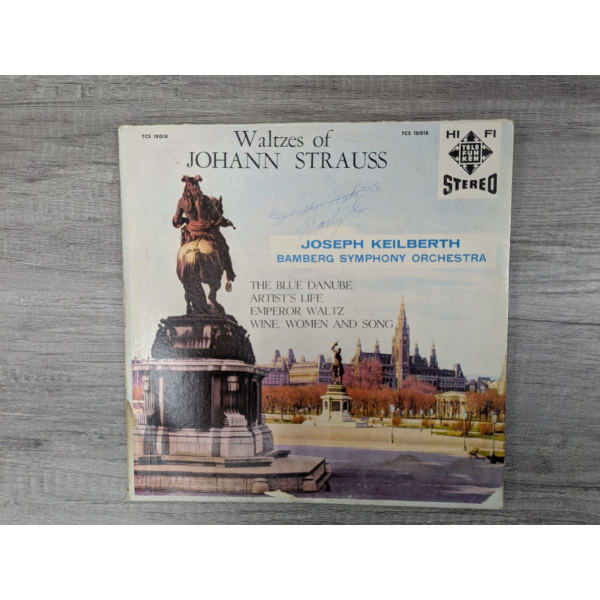 TCS 18018
Waltzes of
JOHANN STRAUSS
TCS 18018
HI FI
TELE
FUN
KEN
STEREO
JOSEPH KEILBERTH
BAMBERG SYMPHONY ORCHESTRA
THE BLUE DANUBE
ARTIST'S LIFE
EMPEROR WALTZ
WINE, WOMEN AND SONG